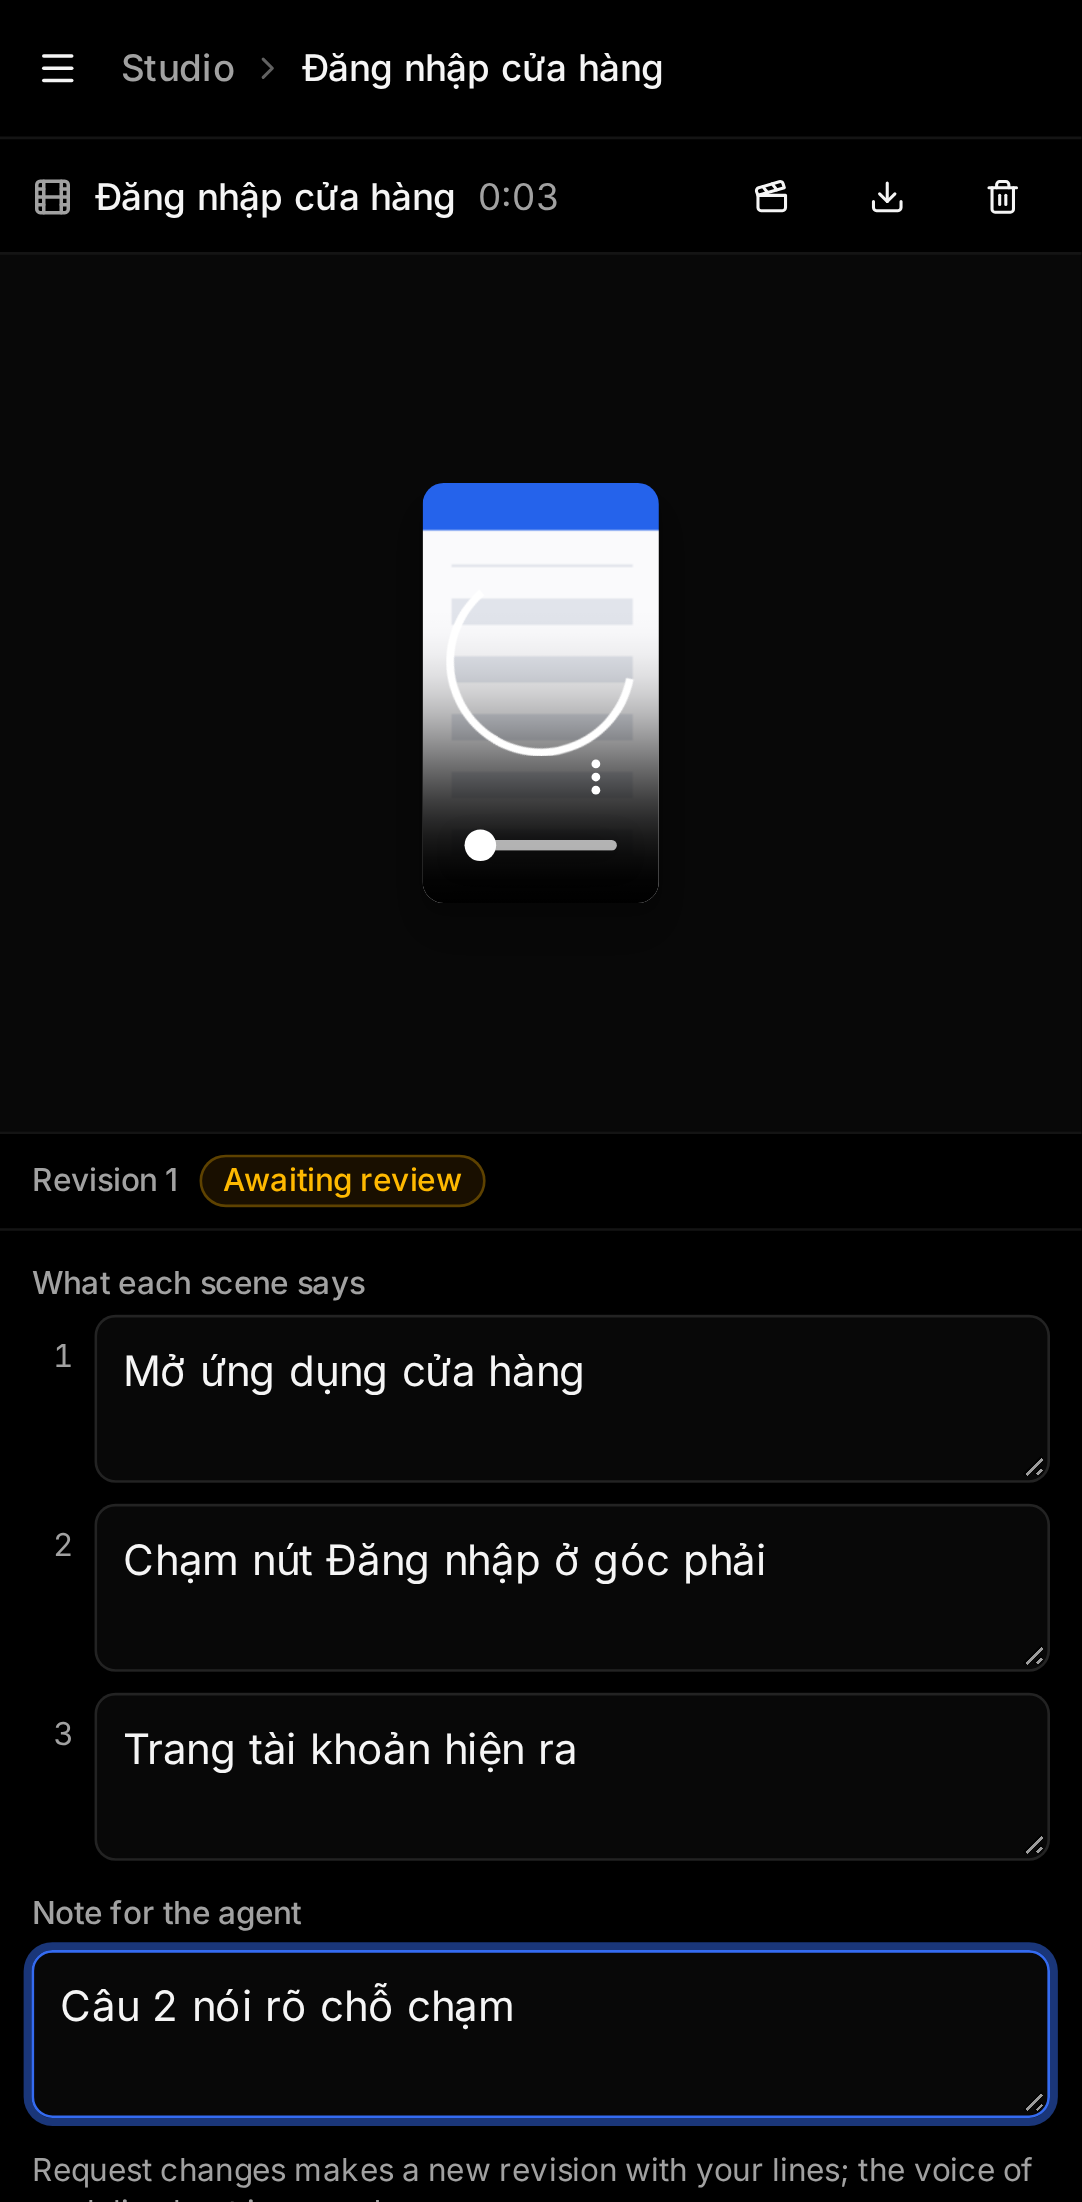 Studio > Đăng nhập cửa hàng
Đăng nhập cửa hàng 0:03
Revision 1 Awaiting review
What each scene says
1 Mở ứng dụng cửa hàng
2 Chạm nút Đăng nhập ở góc phải
3 Trang tài khoản hiện ra
Note for the agent
Câu 2 nói rõ chỗ chạm
Request changes makes a new revision with your lines; the voice of